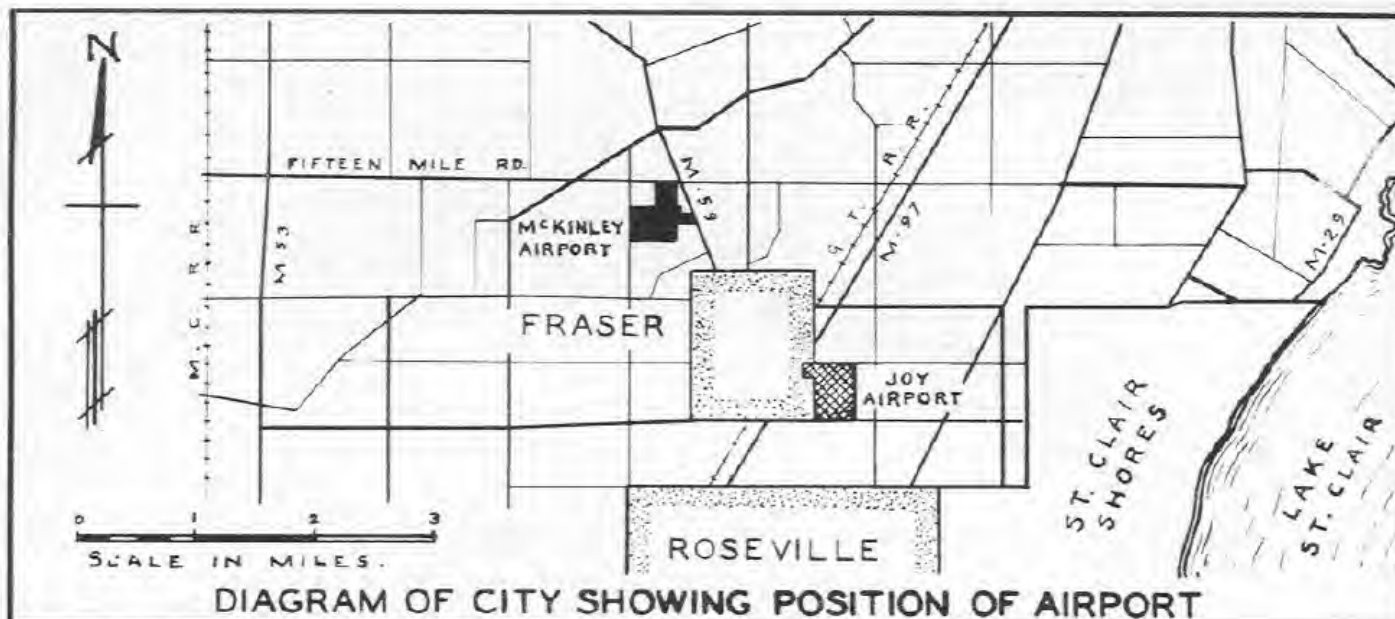 N
FIFTEEN MILE RD.
M-59
G. T. R. R.
M-97
M-29
M-53
M. C. R. R.
McKINLEY
AIRPORT
FRASER
JOY
AIRPORT
ST. CLAIR
SHORES
LAKE
ST. CLAIR
0 1 2 3
SCALE IN MILES.
ROSEVILLE
DIAGRAM OF CITY SHOWING POSITION OF AIRPORT